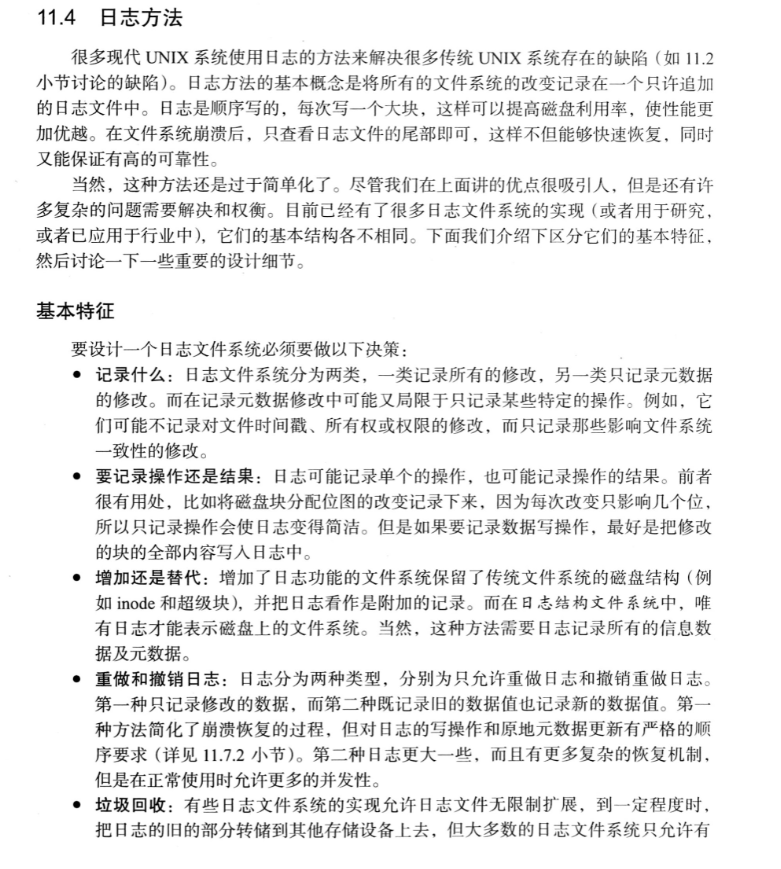 11.4 日志方法
很多现代 UNIX 系统使用日志的方法来解决很多传统 UNIX 系统存在的缺陷（如 11.2
小节讨论的缺陷）。日志方法的基本概念是将所有的文件系统的改变记录在一个只许追加
的日志文件中。日志是顺序写的，每次写一个大块，这样可以提高磁盘利用率，使性能更
加优越。在文件系统崩溃后，只查看日志文件的尾部即可，这样不但能够快速恢复，同时
又能保证有高的可靠性。
当然，这种方法还是过于简单化了。尽管我们在上面讲的优点很吸引人，但是还有许
多复杂的问题需要解决和权衡。目前已经有了很多日志文件系统的实现（或者用于研究，
或者已应用于行业中），它们的基本结构各不相同。下面我们介绍下区分它们的基本特征，
然后讨论一下一些重要的设计细节。
基本特征
要设计一个日志文件系统必须要做以下决策：
● 记录什么：日志文件系统分为两类，一类记录所有的修改，另一类只记录元数据
的修改。而在记录元数据修改中可能又局限于只记录某些特定的操作。例如，它
们可能不记录对文件时间戳、所有权或权限的修改，而只记录那些影响文件系统
一致性的修改。
● 要记录操作还是结果：日志可能记录单个的操作，也可能记录操作的结果。前者
很有用处，比如将磁盘块分配位图的改变记录下来，因为每次改变只影响几个位，
所以只记录操作会使日志变得简洁。但是如果要记录数据写操作，最好是把修改
的块的全部内容写入日志中。
● 增加还是替代：增加了日志功能的文件系统保留了传统文件系统的磁盘结构（例
如 inode 和超级块），并把日志看作是附加的记录。而在日志结构文件系统中，唯
有日志才能表示磁盘上的文件系统。当然，这种方法需要日志记录所有的信息数
据及元数据。
● 重做和撤销日志：日志分为两种类型，分别为只允许重做日志和撤销重做日志。
第一种只记录修改的数据，而第二种既记录旧的数据值也记录新的数据值。第一
种方法简化了崩溃恢复的过程，但对日志的写操作和原地元数据更新有严格的顺
序要求（详见 11.7.2 小节）。第二种日志更大一些，而且有更多复杂的恢复机制，
但是在正常使用时允许更多的并发性。
● 垃圾回收：有些日志文件系统的实现允许日志文件无限制扩展，到一定程度时，
把日志的旧的部分转储到其他存储设备上去，但大多数的日志文件系统只允许有